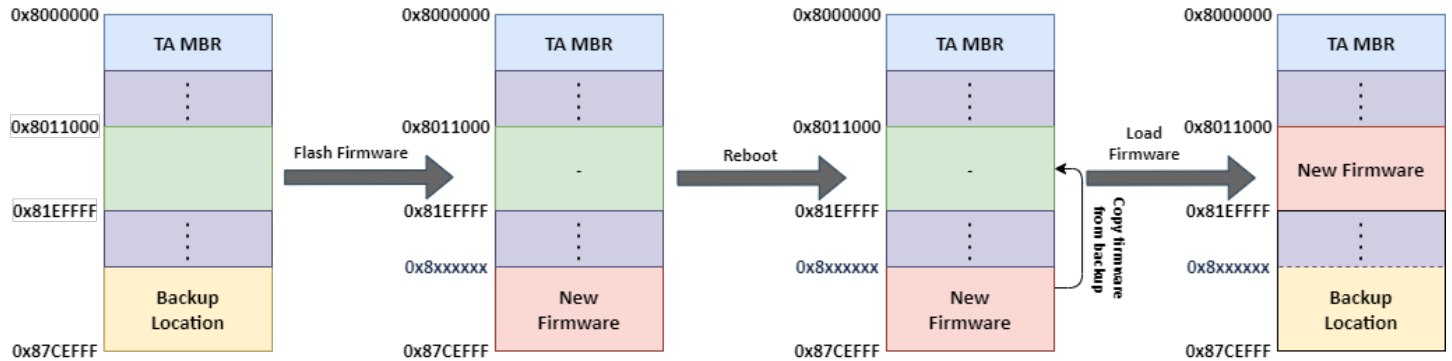 0x8000000
TA MBR
0x8011000
0x81EFFFF
Backup
Location
0x87CEFFF
Flash Firmware
0x8000000
TA MBR
0x8011000
-
0x81EFFFF
0x8xxxxxx
New
Firmware
0x87CEFFF
Reboot
0x8000000
TA MBR
0x8011000
-
0x81EFFFF
0x8xxxxxx
New
Firmware
0x87CEFFF
Copy firmware
from backup
Load
Firmware
0x8000000
TA MBR
0x8011000
New Firmware
0x81EFFFF
0x8xxxxxx
Backup
Location
0x87CEFFF